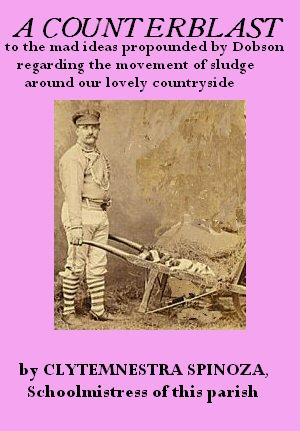 A COUNTERBLAST
to the mad ideas propounded by Dobson
regarding the movement of sludge
around our lovely countryside
by CLYTEMNESTRA SPINOZA,
Schoolmistress of this parish